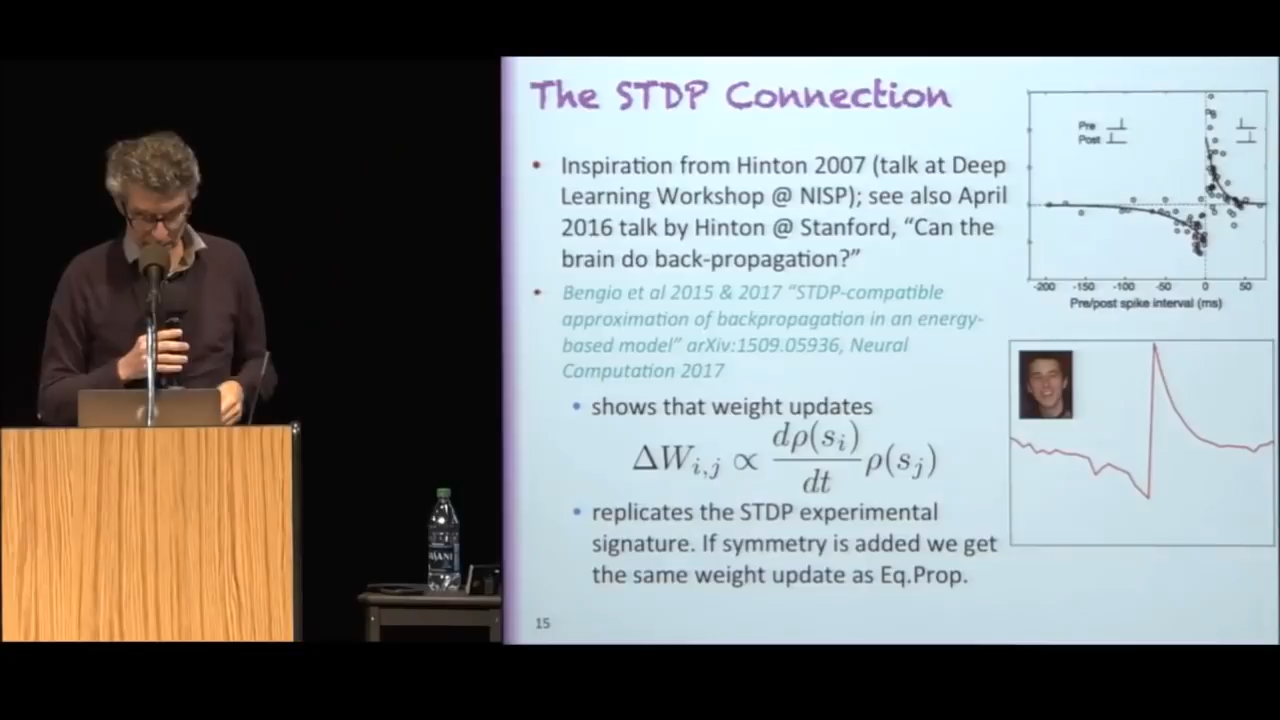 The STDP Connection
• Inspiration from Hinton 2007 (talk at Deep
Learning Workshop @ NISP); see also April
2016 talk by Hinton @ Stanford, “Can the
brain do back-propagation?”
• Bengio et al 2015 & 2017 “STDP-compatible
approximation of backpropagation in an energy-
based model” arXiv:1509.05936, Neural
Computation 2017
• shows that weight updates
ΔW_{i,j} ∝ dρ(s_i)/dt ρ(s_j)
• replicates the STDP experimental
signature. If symmetry is added we get
the same weight update as Eq.Prop.
15
Pre
Post
-200 -150 -100 -50 0 50
Pre/post spike interval (ms)
DASANI